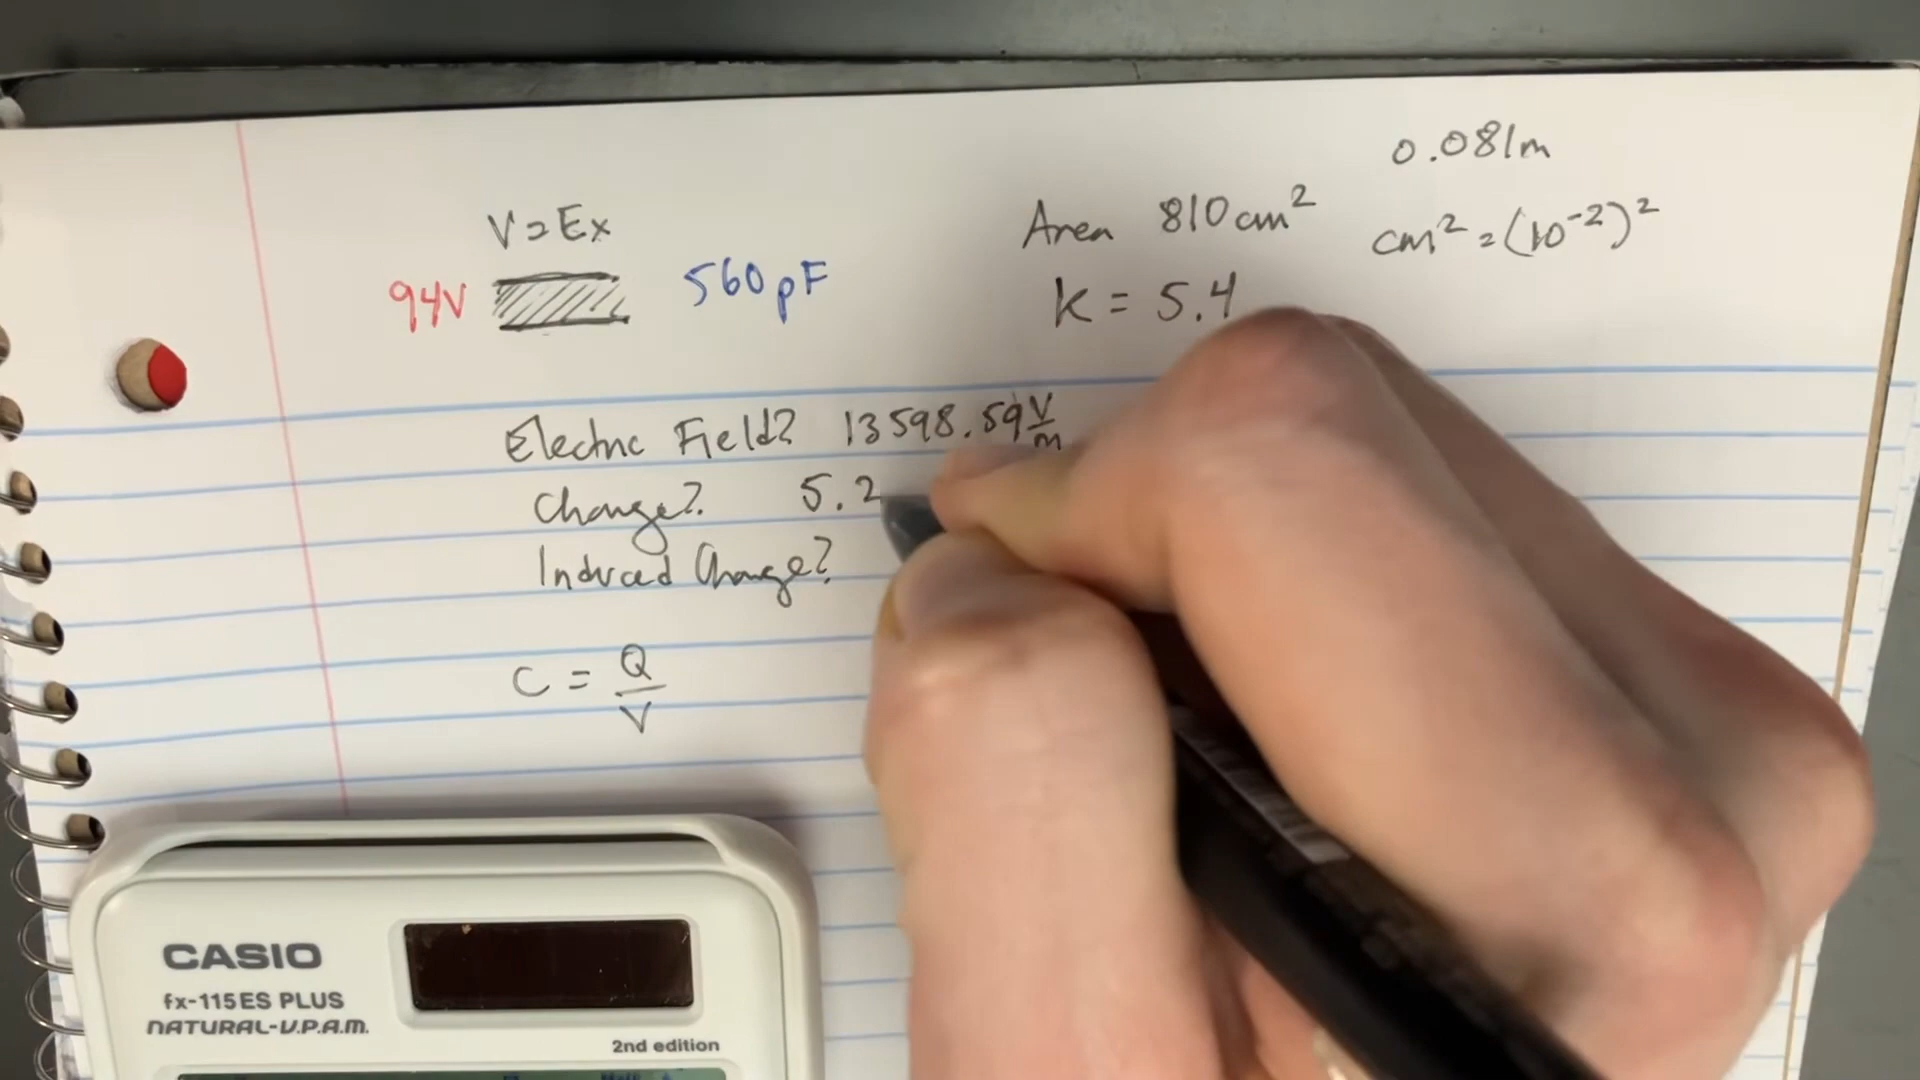 0.081m
V=Ex
Area 810cm²
cm² = (10⁻²)²
94V
560pF
K = 5.4
Electric Field? 13598.59 V/m
Charge? 5.2
Induced Charge?
C = Q/V
CASIO
fx-115ES PLUS
NATURAL-V.P.A.M.
2nd edition